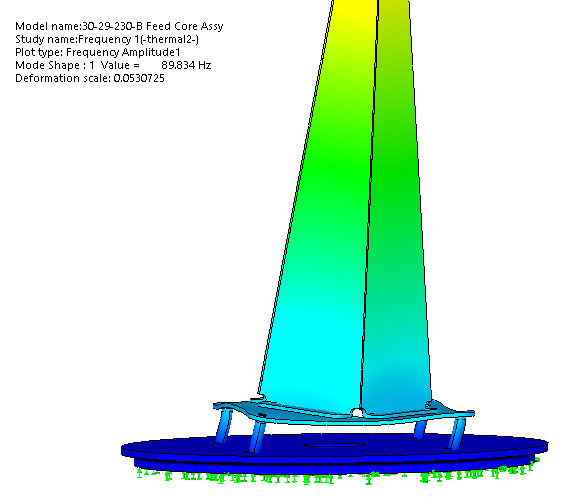 Model name:30-29-230-B Feed Core Assy
Study name:Frequency 1(-thermal2-)
Plot type: Frequency Amplitude1
Mode Shape : 1  Value =       89.834 Hz
Deformation scale: 0.0530725